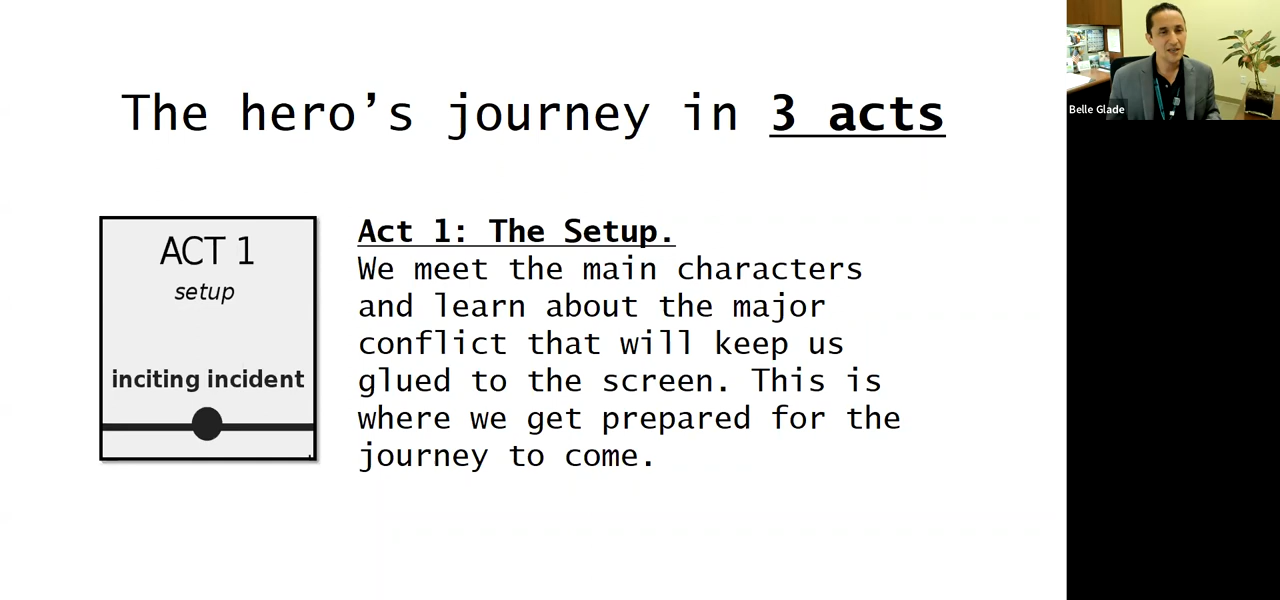 The hero’s journey in 3 acts
ACT 1
setup
inciting incident
Act 1: The Setup.
We meet the main characters
and learn about the major
conflict that will keep us
glued to the screen. This is
where we get prepared for the
journey to come.
Belle Glade